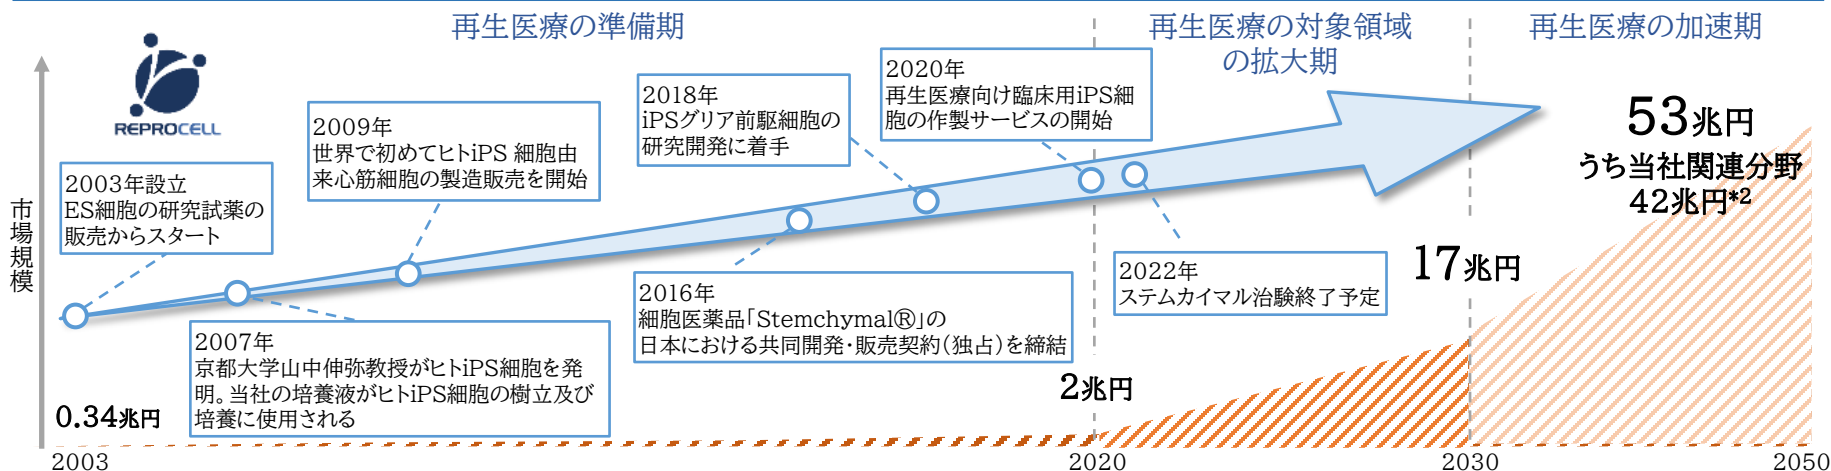 再生医療の準備期
再生医療の対象領域
の拡大期
再生医療の加速期
市場規模
REPROCELL
2003年設立
ES細胞の研究試薬の
販売からスタート
2007年
京都大学山中伸弥教授がヒトiPS細胞を発
明。当社の培養液がヒトiPS細胞の樹立及び
培養に使用される
2009年
世界で初めてヒトiPS 細胞由
来心筋細胞の製造販売を開始
2016年
細胞医薬品「Stemchymal®」の
日本における共同開発・販売契約(独占)を締結
2018年
iPSグリア前駆細胞の
研究開発に着手
2020年
再生医療向け臨床用iPS細
胞の作製サービスの開始
2022年
ステムカイマル治験終了予定
0.34兆円
2兆円
17兆円
53兆円
うち当社関連分野
42兆円*2
2003
2020
2030
2050